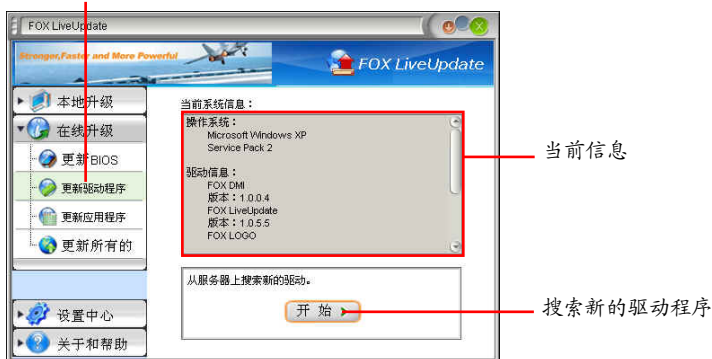 FOX LiveUpdate
Stronger,Faster and More Powerful
FOX LiveUpdate
本地升级
在线升级
更新BIOS
更新驱动程序
更新应用程序
更新所有的
设置中心
关于和帮助
当前系统信息：
操作系统：
Microsoft Windows XP
Service Pack 2
驱动信息：
FOX DMI
版本：1.0.0.4
FOX LiveUpdate
版本：1.0.5.5
FOX LOGO
从服务器上搜索新的驱动。
开 始
当前信息
搜索新的驱动程序